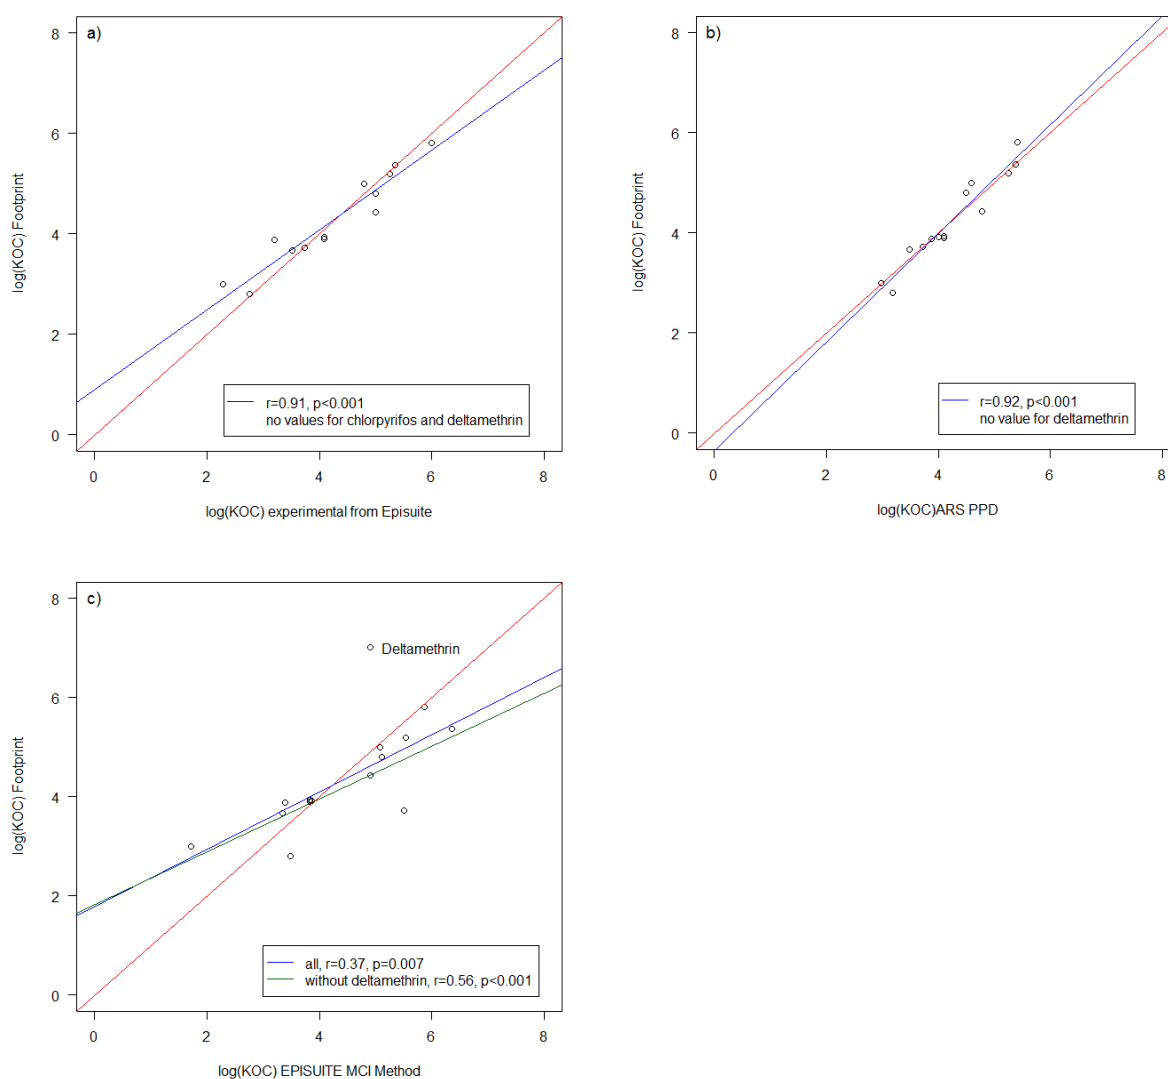 a)
8
6
4
2
0
log(KOC) Footprint
r=0.91, p<0.001
no values for chlorpyrifos and deltamethrin
0 2 4 6 8
log(KOC) experimental from Episuite
b)
8
6
4
2
0
log(KOC) Footprint
r=0.92, p<0.001
no value for deltamethrin
0 2 4 6 8
log(KOC)ARS PPD
c)
8
6
4
2
0
log(KOC) Footprint
Deltamethrin
all, r=0.37, p=0.007
without deltamethrin, r=0.56, p<0.001
0 2 4 6 8
log(KOC) EPISUITE MCI Method